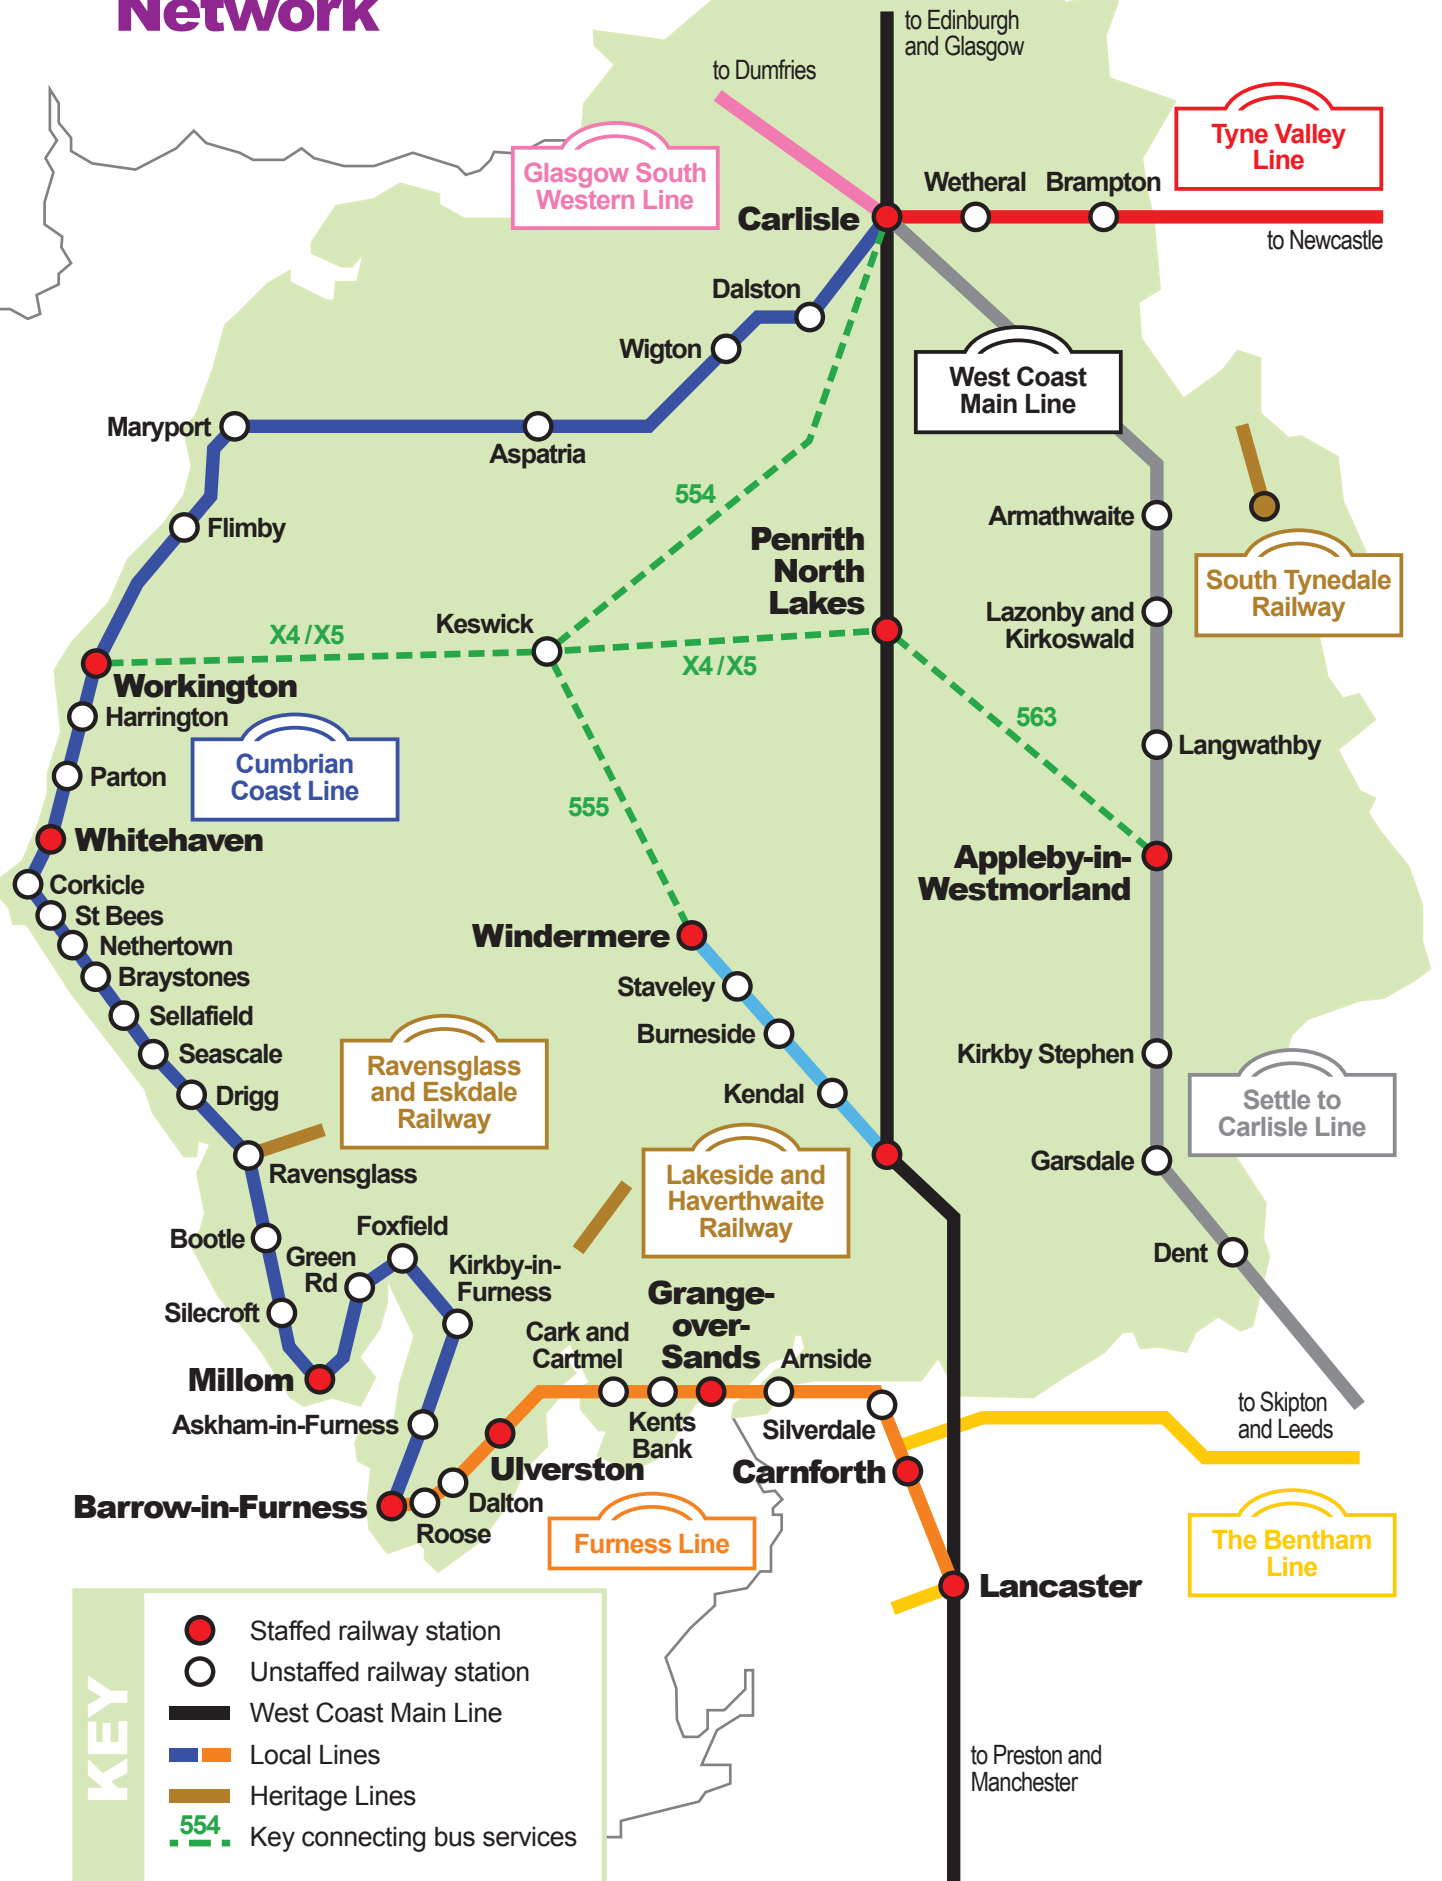 Network
to Edinburgh
and Glasgow
to Dumfries
Tyne Valley
Line
Glasgow South
Western Line
Wetheral
Brampton
Carlisle
to Newcastle
Dalston
Wigton
West Coast
Main Line
Maryport
Aspatria
554
Armathwaite
Flimby
Penrith
North
Lakes
South Tynedale
Railway
Lazonby and
Kirkoswald
Keswick
X4/X5
X4/X5
Workington
Harrington
563
Langwathby
Cumbrian
Coast Line
Parton
555
Whitehaven
Appleby-in-
Westmorland
Corkicle
St Bees
Windermere
Nethertown
Braystones
Staveley
Sellafield
Burneside
Seascale
Kirkby Stephen
Ravensglass
and Eskdale
Railway
Drigg
Kendal
Settle to
Carlisle Line
Ravensglass
Lakeside and
Haverthwaite
Railway
Garsdale
Bootle
Foxfield
Green
Rd
Kirkby-in-
Furness
Dent
Silecroft
Grange-
over-
Sands
Cark and
Cartmel
Arnside
Millom
to Skipton
and Leeds
Askham-in-Furness
Kents
Bank
Silverdale
Ulverston
Carnforth
Barrow-in-Furness
Dalton
Roose
Furness Line
The Bentham
Line
Lancaster
KEY
Staffed railway station
Unstaffed railway station
West Coast Main Line
Local Lines
Heritage Lines
554
Key connecting bus services
to Preston and
Manchester